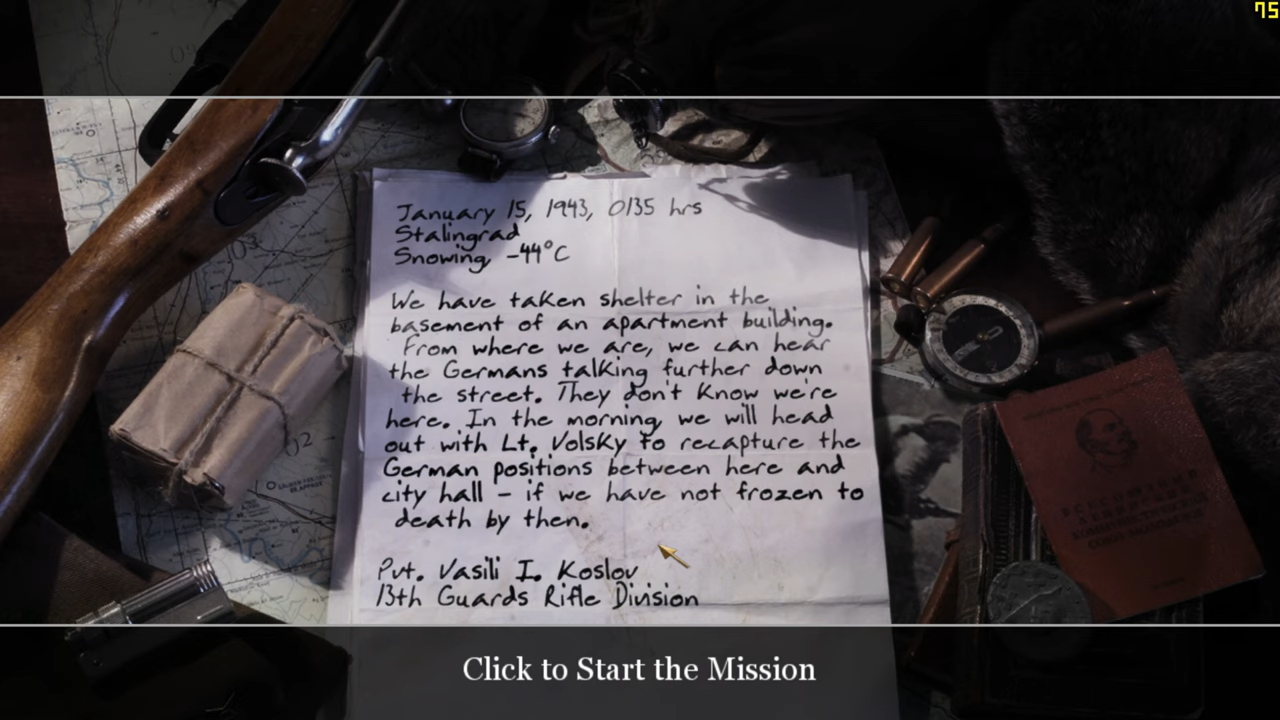 75
January 15, 1943, 0135 hrs
Stalingrad
Snowing, -44°C
We have taken shelter in the
basement of an apartment building.
From where we are, we can hear
the Germans talking further down
the street. They don't know we're
here. In the morning, we will head
out with Lt. Volsky to recapture the
German positions between here and
city hall - if we have not frozen to
death by then.
Pvt. Vasili I. Koslov
13th Guards Rifle Division
Click to Start the Mission